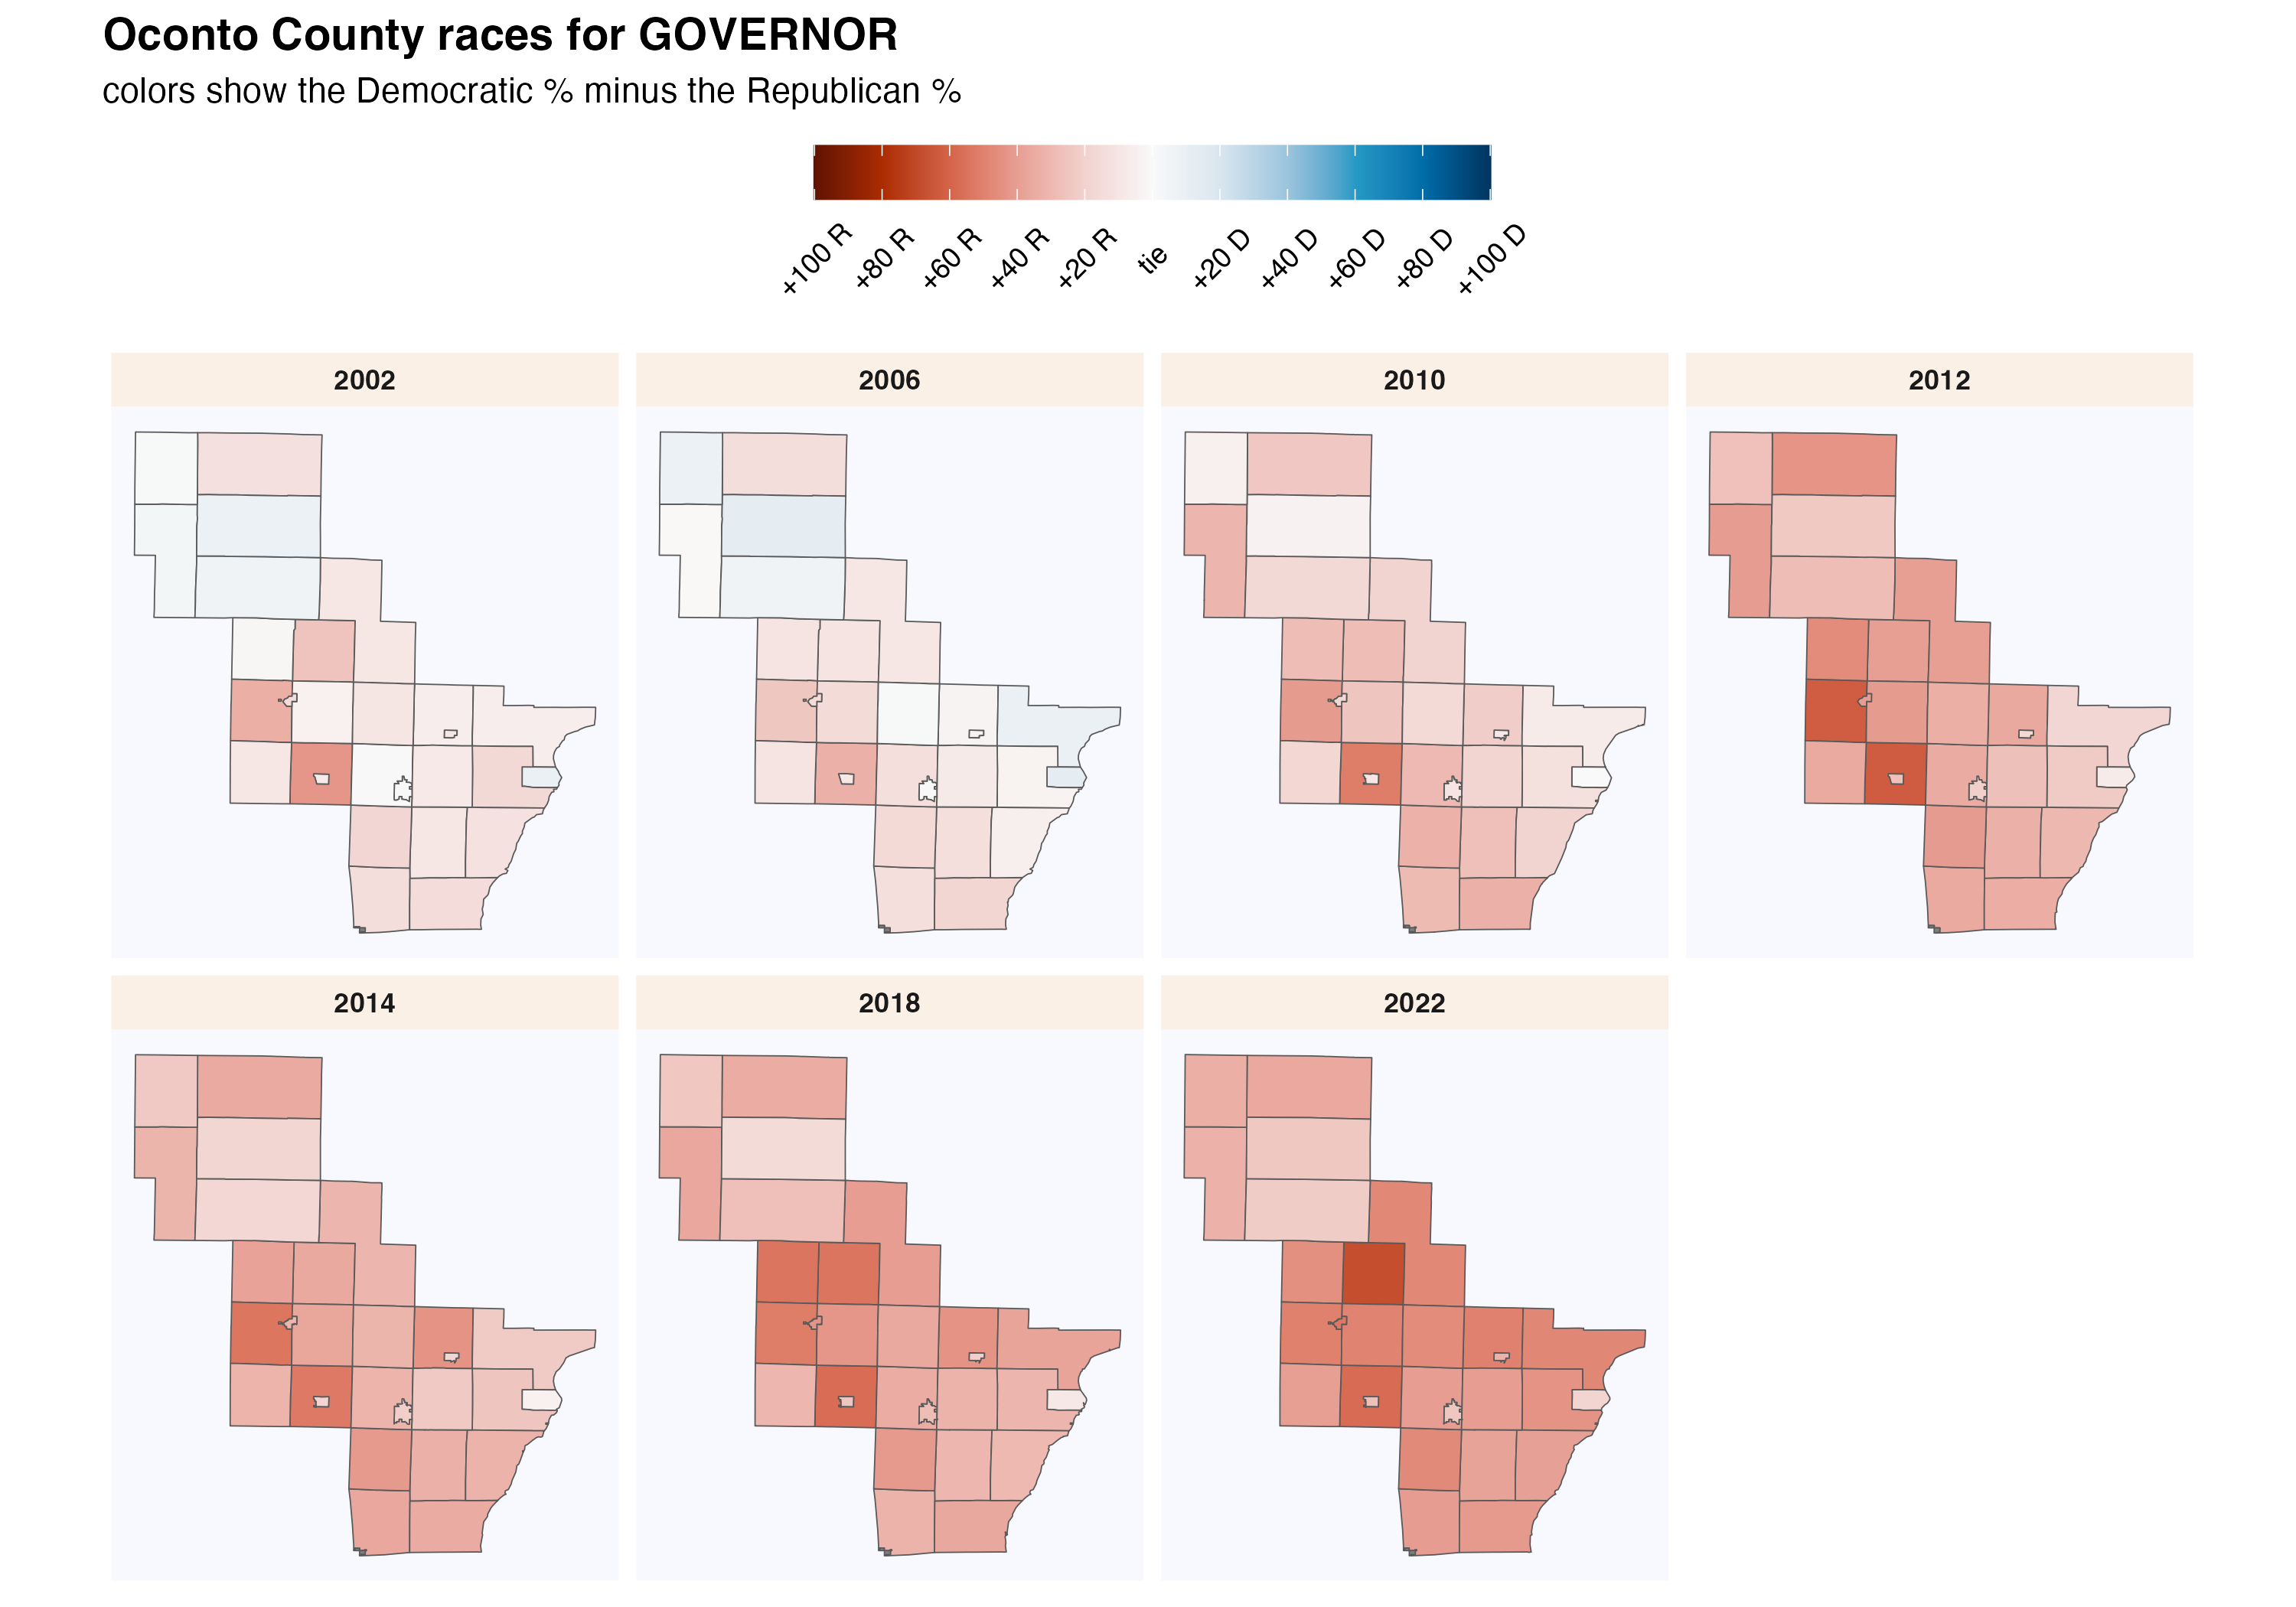 Oconto County races for GOVERNOR
colors show the Democratic % minus the Republican %
+100 R +80 R +60 R +40 R +20 R tie +20 D +40 D +60 D +80 D +100 D
2002 2006 2010 2012
2014 2018 2022